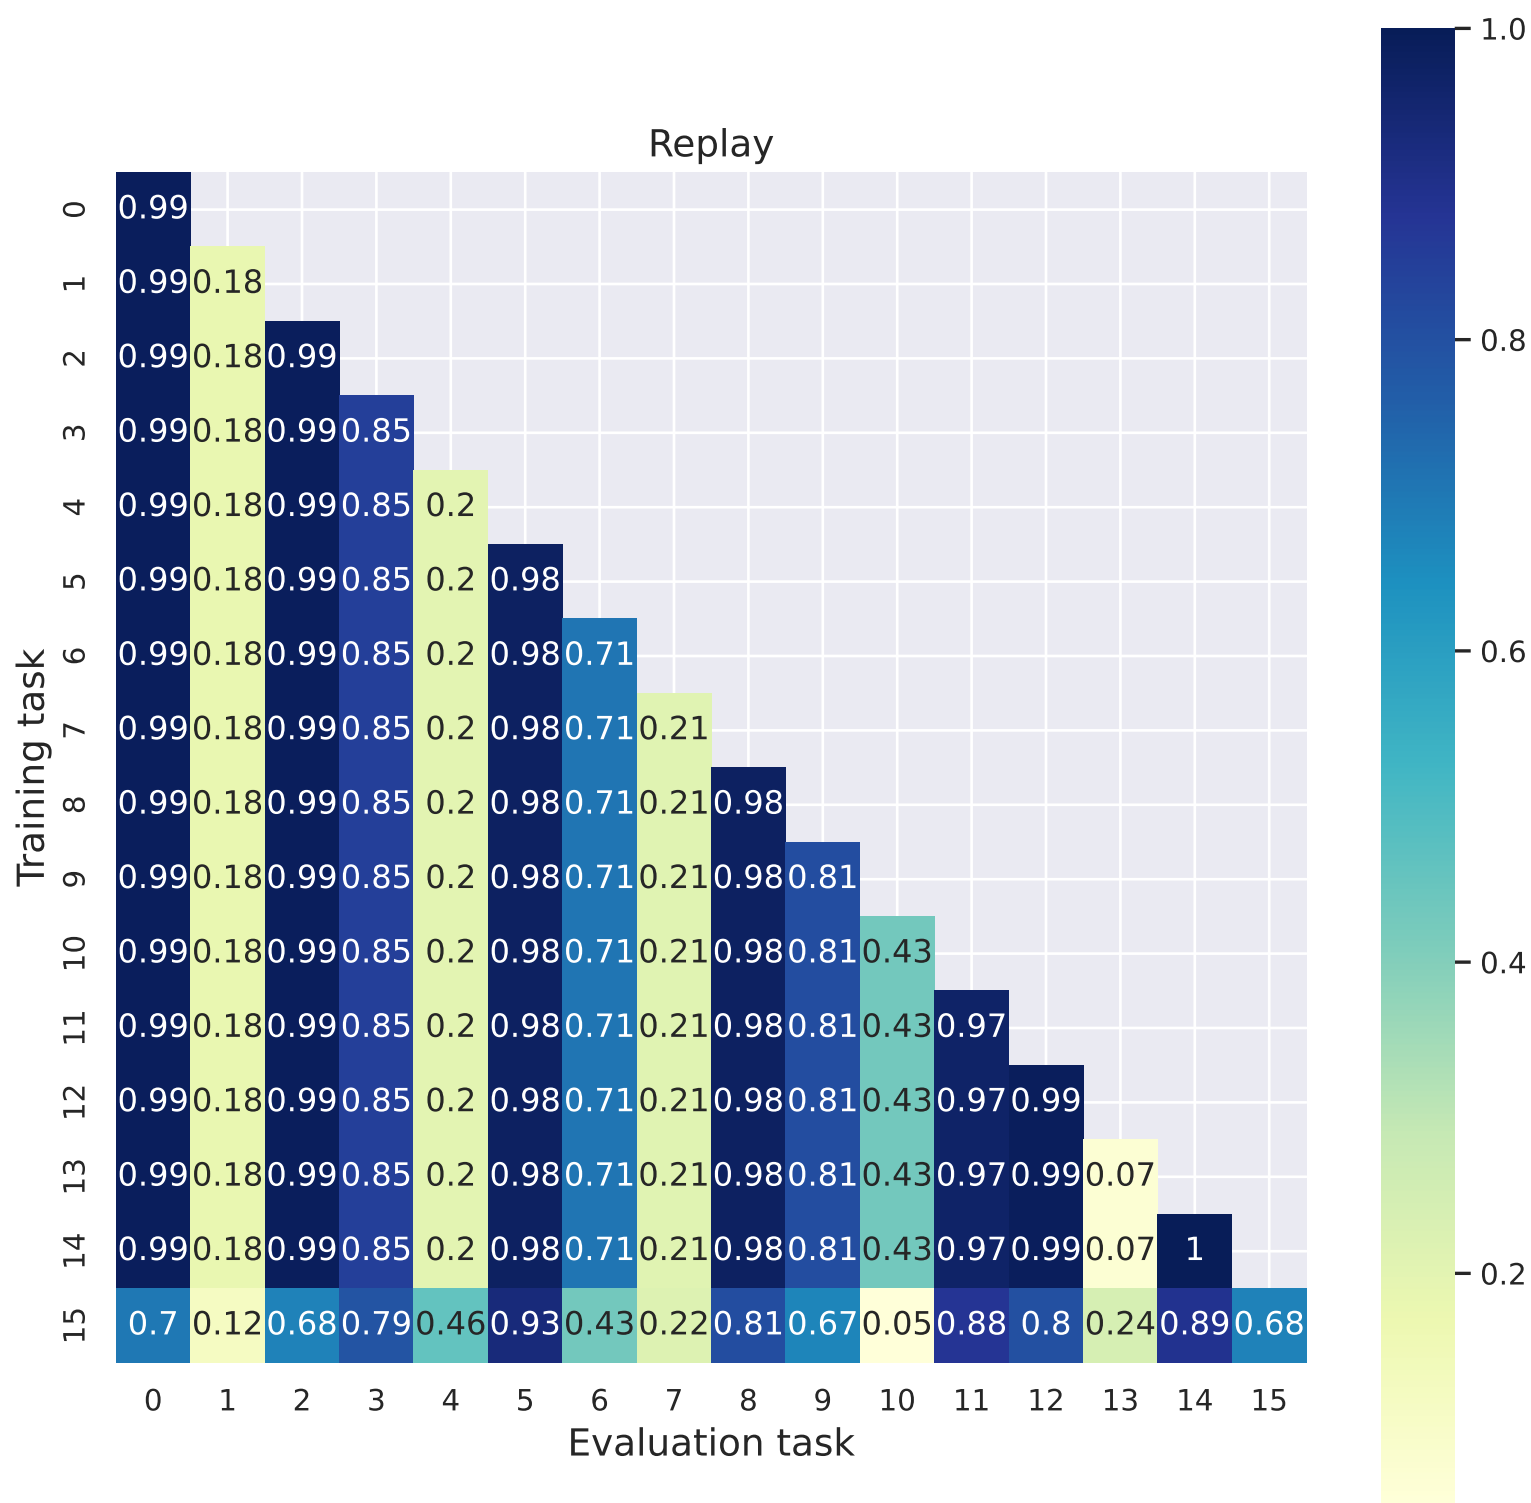 Replay
0 0.99
1 0.99 0.18
2 0.99 0.18 0.99
3 0.99 0.18 0.99 0.85
4 0.99 0.18 0.99 0.85 0.2
5 0.99 0.18 0.99 0.85 0.2 0.98
6 0.99 0.18 0.99 0.85 0.2 0.98 0.71
7 0.99 0.18 0.99 0.85 0.2 0.98 0.71 0.21
8 0.99 0.18 0.99 0.85 0.2 0.98 0.71 0.21 0.98
9 0.99 0.18 0.99 0.85 0.2 0.98 0.71 0.21 0.98 0.81
10 0.99 0.18 0.99 0.85 0.2 0.98 0.71 0.21 0.98 0.81 0.43
11 0.99 0.18 0.99 0.85 0.2 0.98 0.71 0.21 0.98 0.81 0.43 0.97
12 0.99 0.18 0.99 0.85 0.2 0.98 0.71 0.21 0.98 0.81 0.43 0.97 0.99
13 0.99 0.18 0.99 0.85 0.2 0.98 0.71 0.21 0.98 0.81 0.43 0.97 0.99 0.07
14 0.99 0.18 0.99 0.85 0.2 0.98 0.71 0.21 0.98 0.81 0.43 0.97 0.99 0.07 1
15 0.7 0.12 0.68 0.79 0.46 0.93 0.43 0.22 0.81 0.67 0.05 0.88 0.8 0.24 0.89 0.68
0 1 2 3 4 5 6 7 8 9 10 11 12 13 14 15
Evaluation task
Training task
1.0
0.8
0.6
0.4
0.2